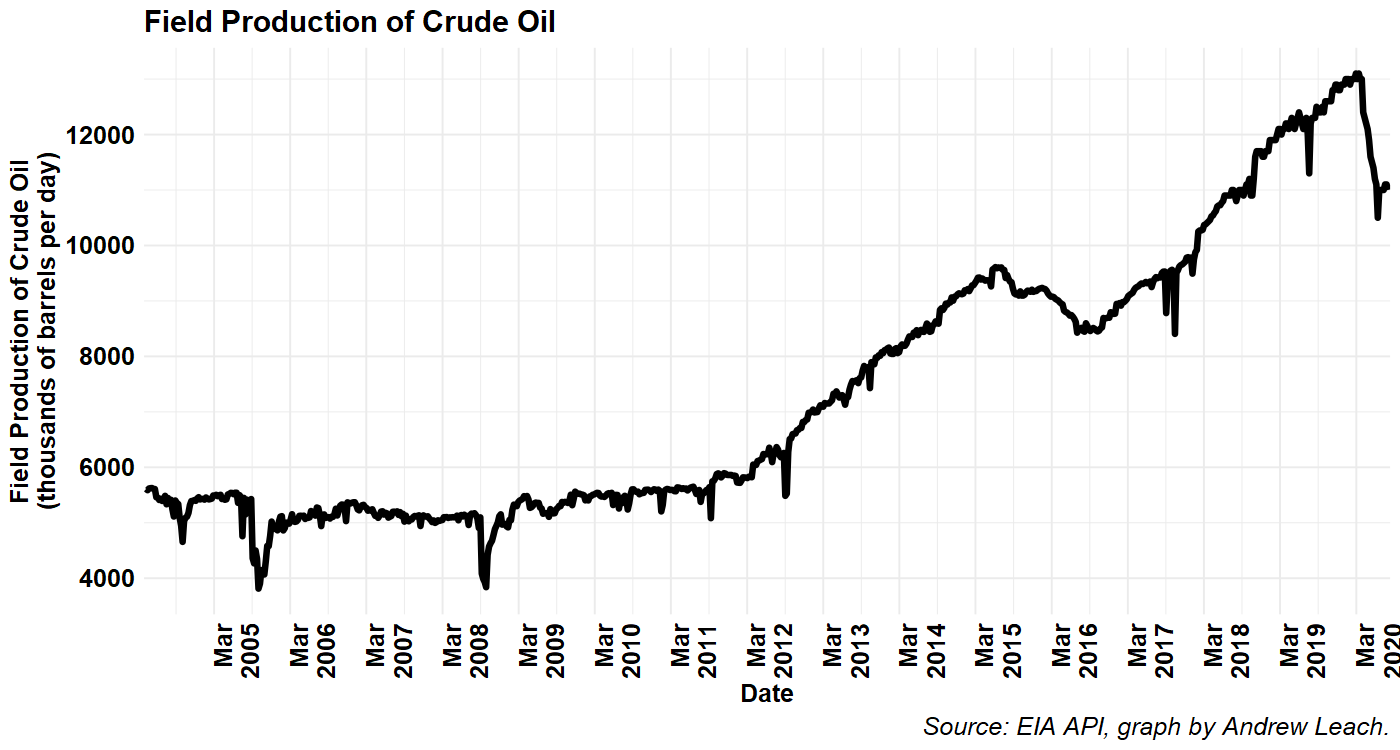 Field Production of Crude Oil
Field Production of Crude Oil
(thousands of barrels per day)
12000
10000
8000
6000
4000
Mar
2005
Mar
2006
Mar
2007
Mar
2008
Mar
2009
Mar
2010
Mar
2011
Mar
2012
Mar
2013
Mar
2014
Mar
2015
Mar
2016
Mar
2017
Mar
2018
Mar
2019
Mar
2020
Date
Source: EIA API, graph by Andrew Leach.